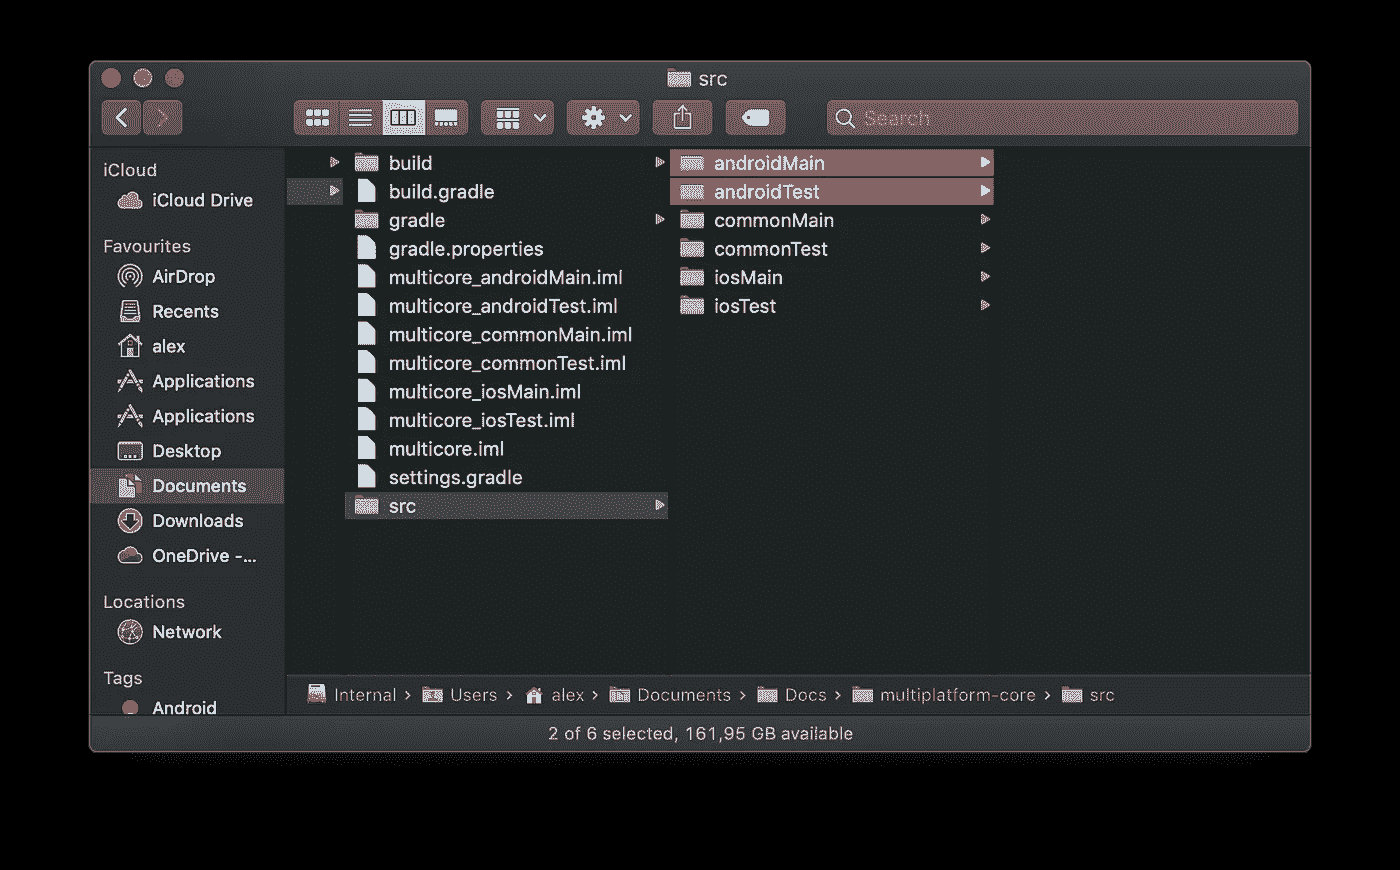 src
Search
iCloud
iCloud Drive
Favourites
AirDrop
Recents
alex
Applications
Applications
Desktop
Documents
Downloads
OneDrive -...
Locations
Network
Tags
Android
build
build.gradle
gradle
gradle.properties
multicore_androidMain.iml
multicore_androidTest.iml
multicore_commonMain.iml
multicore_commonTest.iml
multicore_iosMain.iml
multicore_iosTest.iml
multicore.iml
settings.gradle
src
androidMain
androidTest
commonMain
commonTest
iosMain
iosTest
Internal › Users › alex › Documents › Docs › multiplatform-core › src
2 of 6 selected, 161,95 GB available